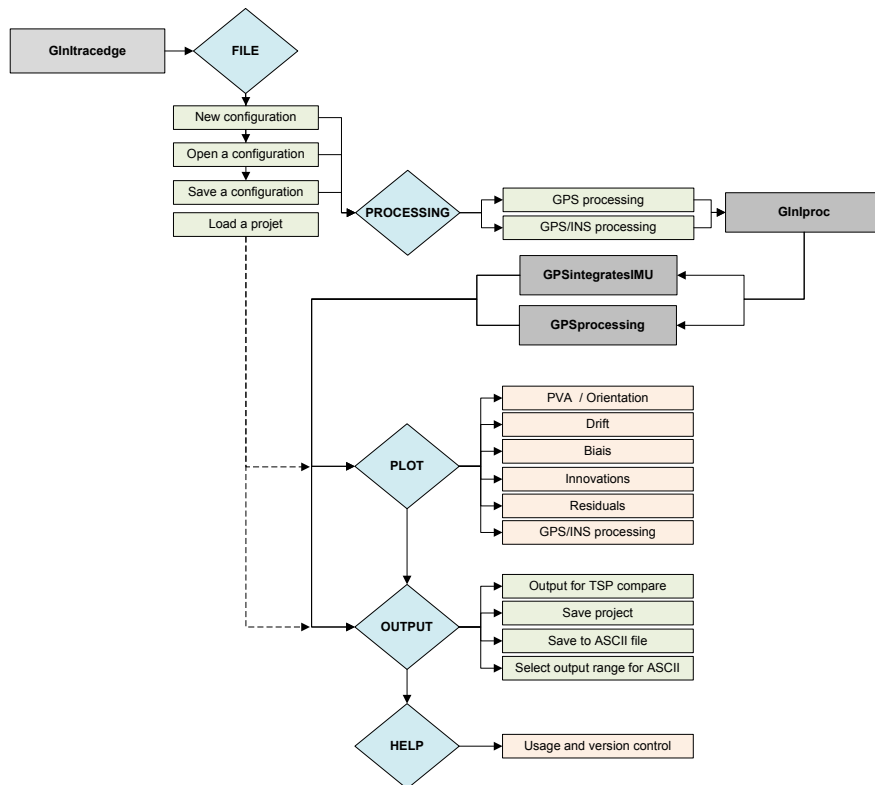 GInItracedge
FILE
New configuration
Open a configuration
Save a configuration
Load a projet
PROCESSING
GPS processing
GPS/INS processing
GInIproc
GPSintegratesIMU
GPSprocessing
PLOT
PVA / Orientation
Drift
Biais
Innovations
Residuals
GPS/INS processing
OUTPUT
Output for TSP compare
Save project
Save to ASCII file
Select output range for ASCII
HELP
Usage and version control